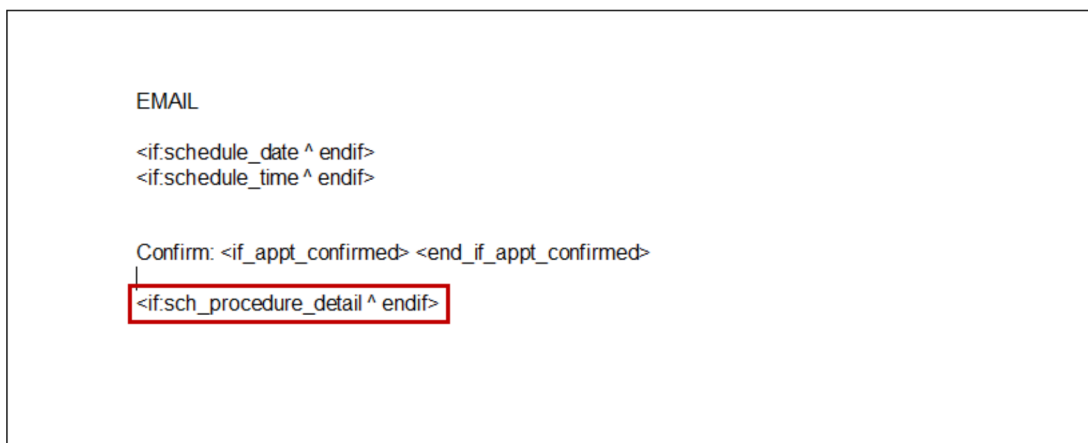 EMAIL
<if:schedule_date ^ endif>
<if:schedule_time ^ endif>
Confirm: <if_appt_confirmed> <end_if_appt_confirmed>
<if:sch_procedure_detail ^ endif>